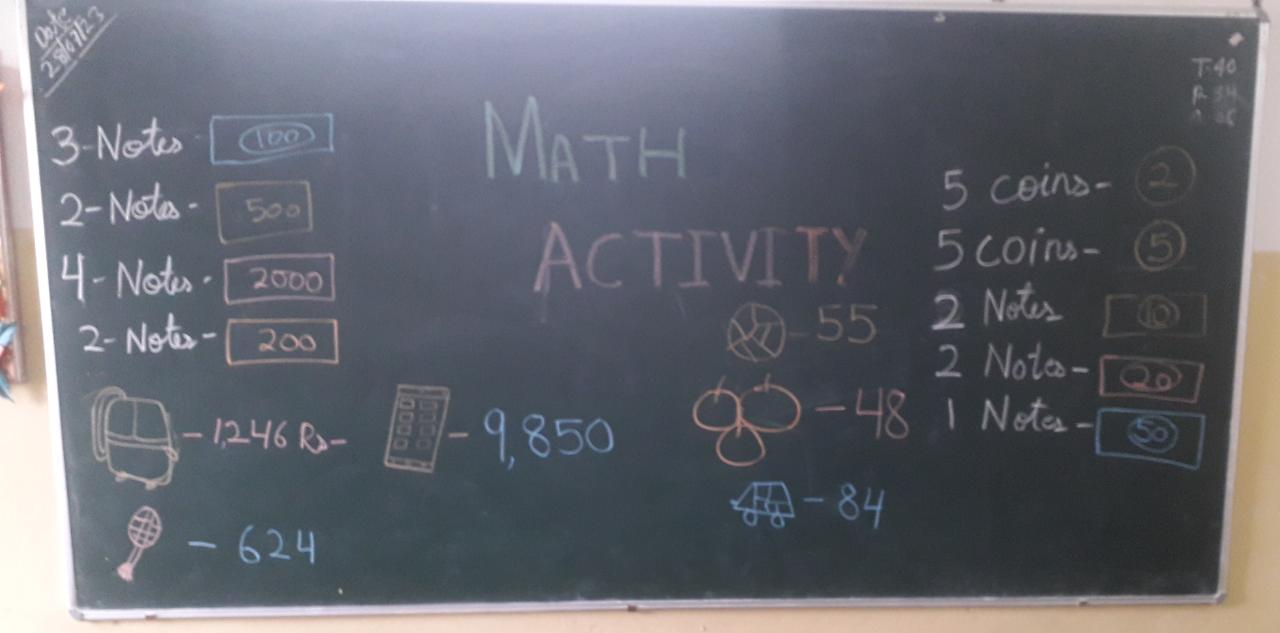 Date
28/07/23
T-40
P-34
3-Notes - 100
2- Notes - 500
4- Notes - 2000
2- Notes - 200
- 1,246 Rs-
- 9,850
- 624
MATH
ACTIVITY
- 55
- 48
- 84
5 coins- 2
5 coins- 5
2 Notes 10
2 Notes- 20
1 Notes- 50